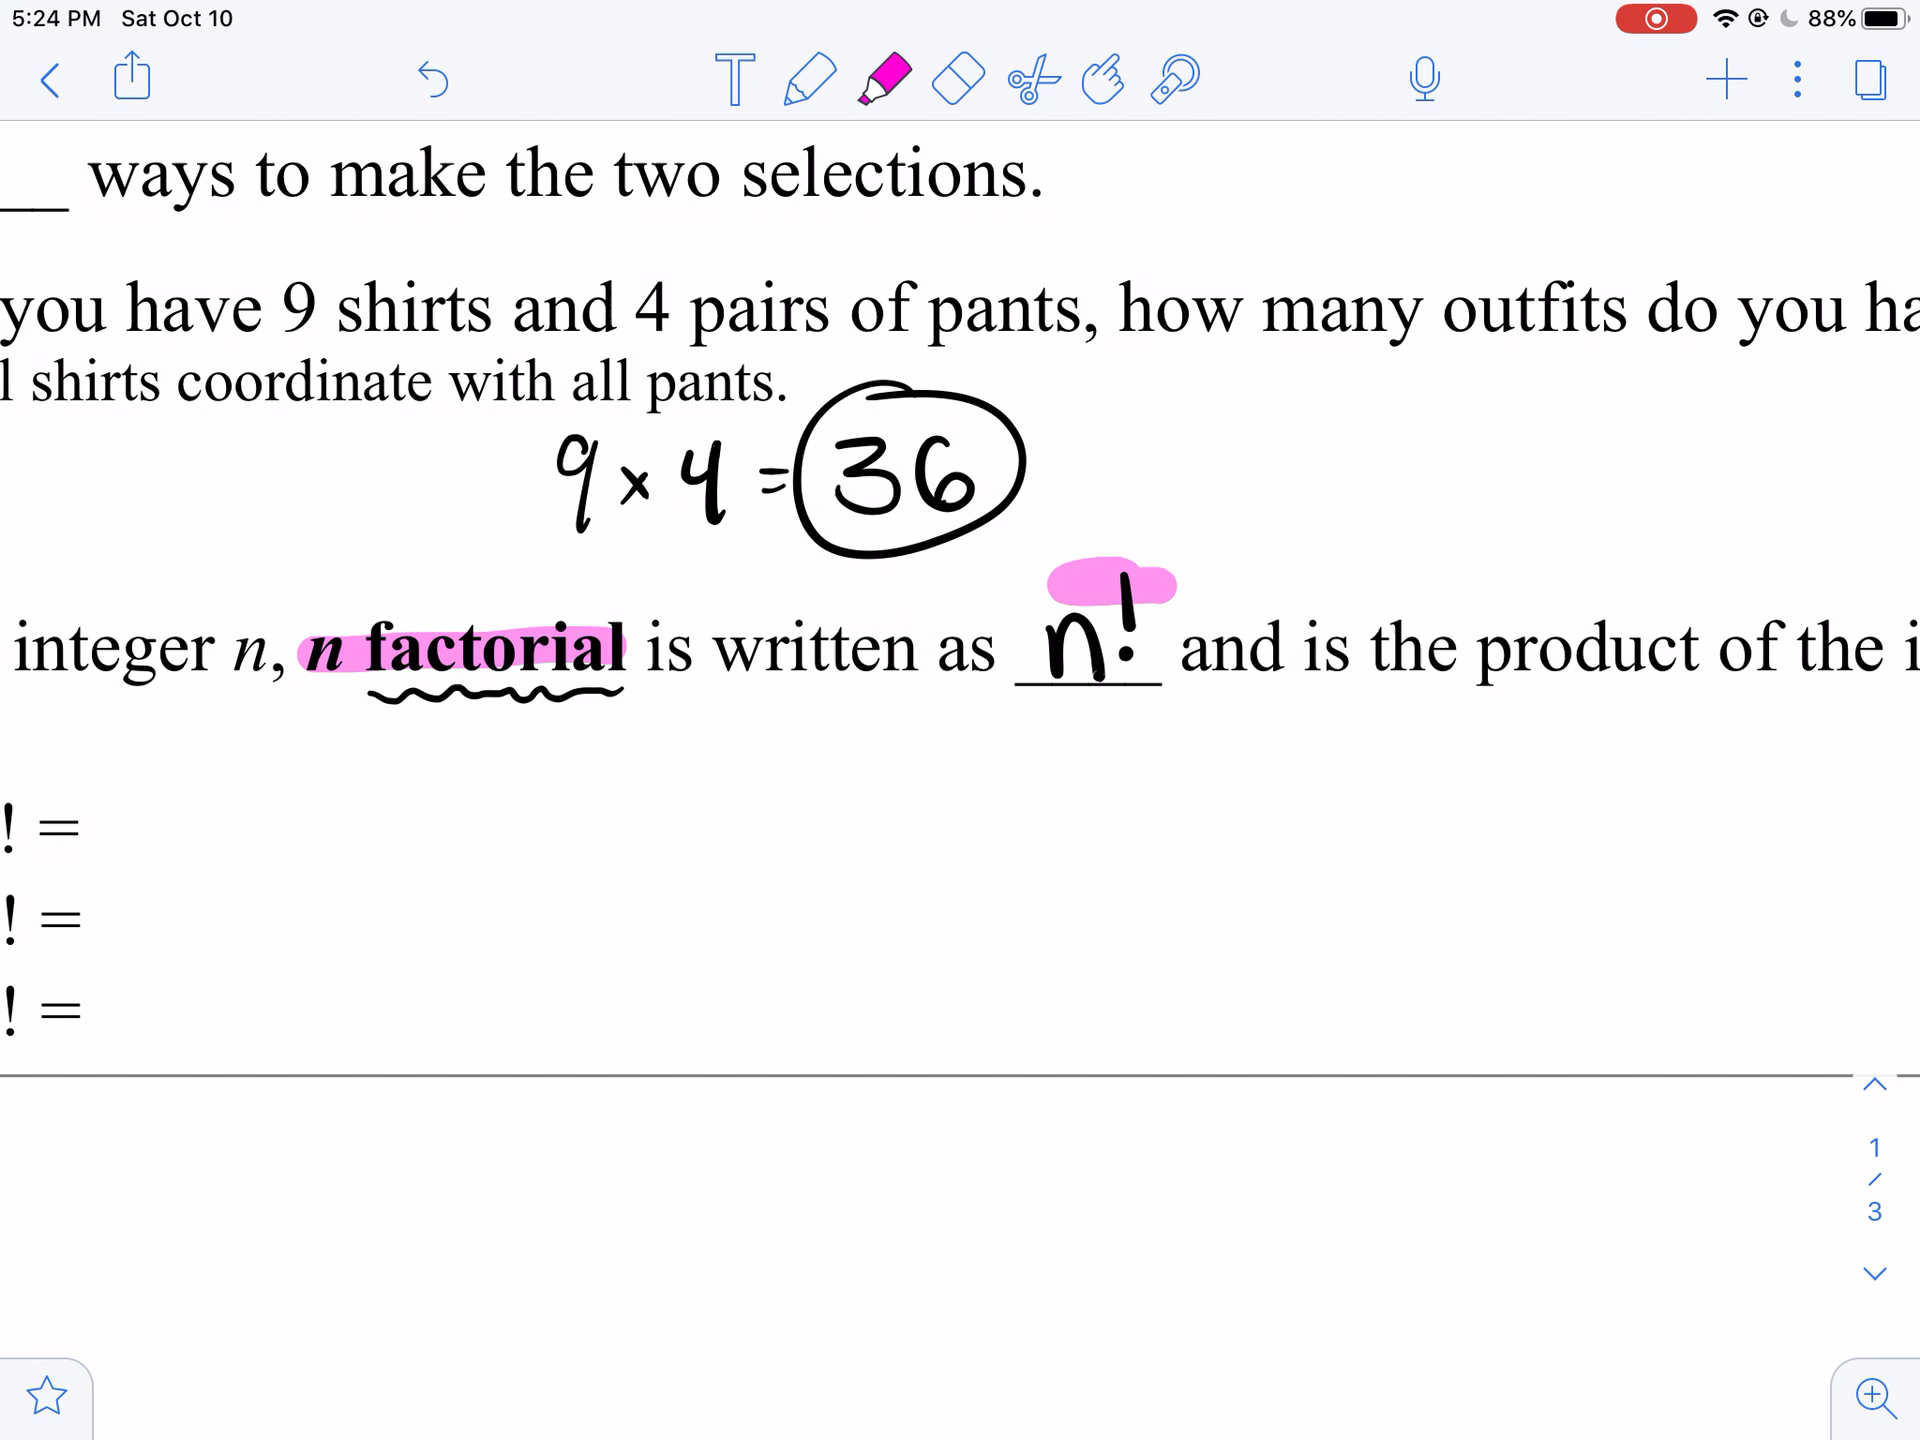 5:24 PM Sat Oct 10 88%
ways to make the two selections.
you have 9 shirts and 4 pairs of pants, how many outfits do you ha
l shirts coordinate with all pants.
9 x 4 = 36
integer n, n factorial is written as n! and is the product of the i
! =
! =
! =
1
/
3